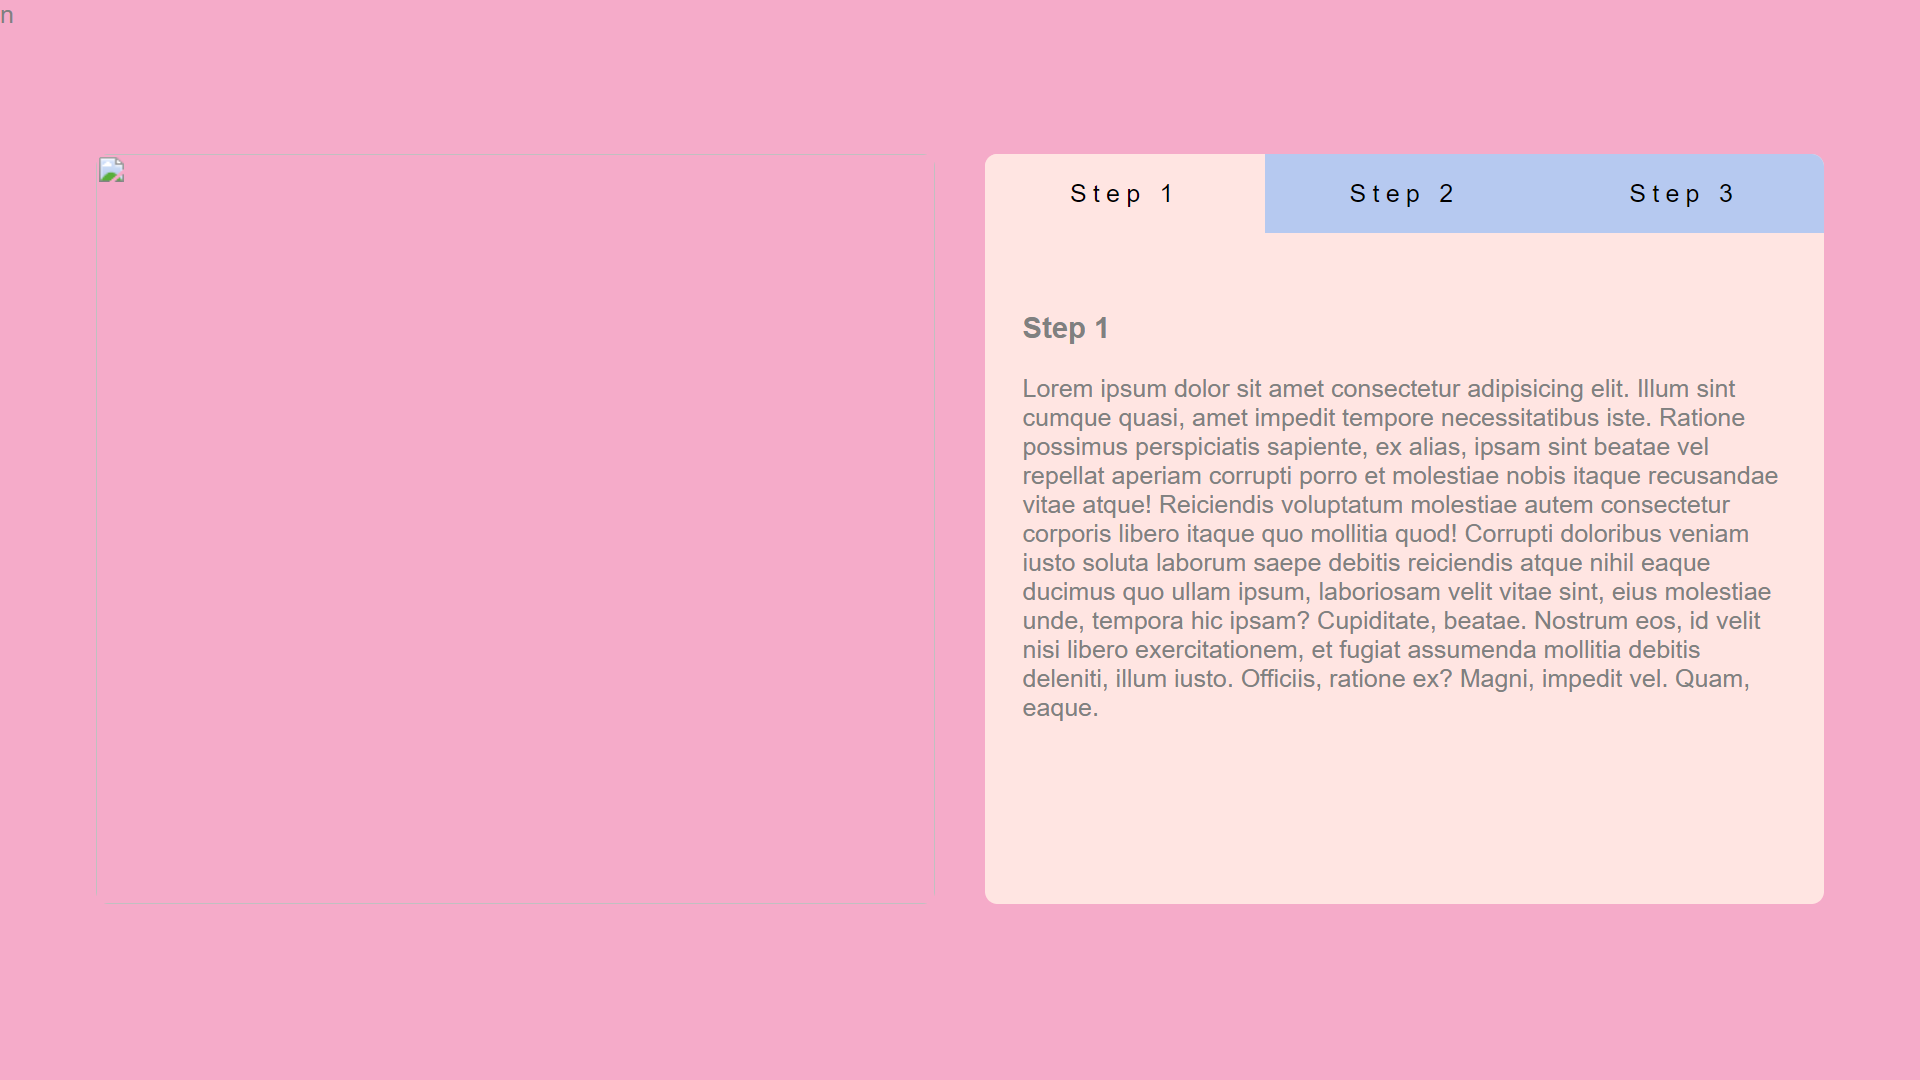 n
Step 1
Step 2
Step 3
Step 1
Lorem ipsum dolor sit amet consectetur adipisicing elit. Illum sint
cumque quasi, amet impedit tempore necessitatibus iste. Ratione
possimus perspiciatis sapiente, ex alias, ipsam sint beatae vel
repellat aperiam corrupti porro et molestiae nobis itaque recusandae
vitae atque! Reiciendis voluptatum molestiae autem consectetur
corporis libero itaque quo mollitia quod! Corrupti doloribus veniam
iusto soluta laborum saepe debitis reiciendis atque nihil eaque
ducimus quo ullam ipsum, laboriosam velit vitae sint, eius molestiae
unde, tempora hic ipsam? Cupiditate, beatae. Nostrum eos, id velit
nisi libero exercitationem, et fugiat assumenda mollitia debitis
deleniti, illum iusto. Officiis, ratione ex? Magni, impedit vel. Quam,
eaque.